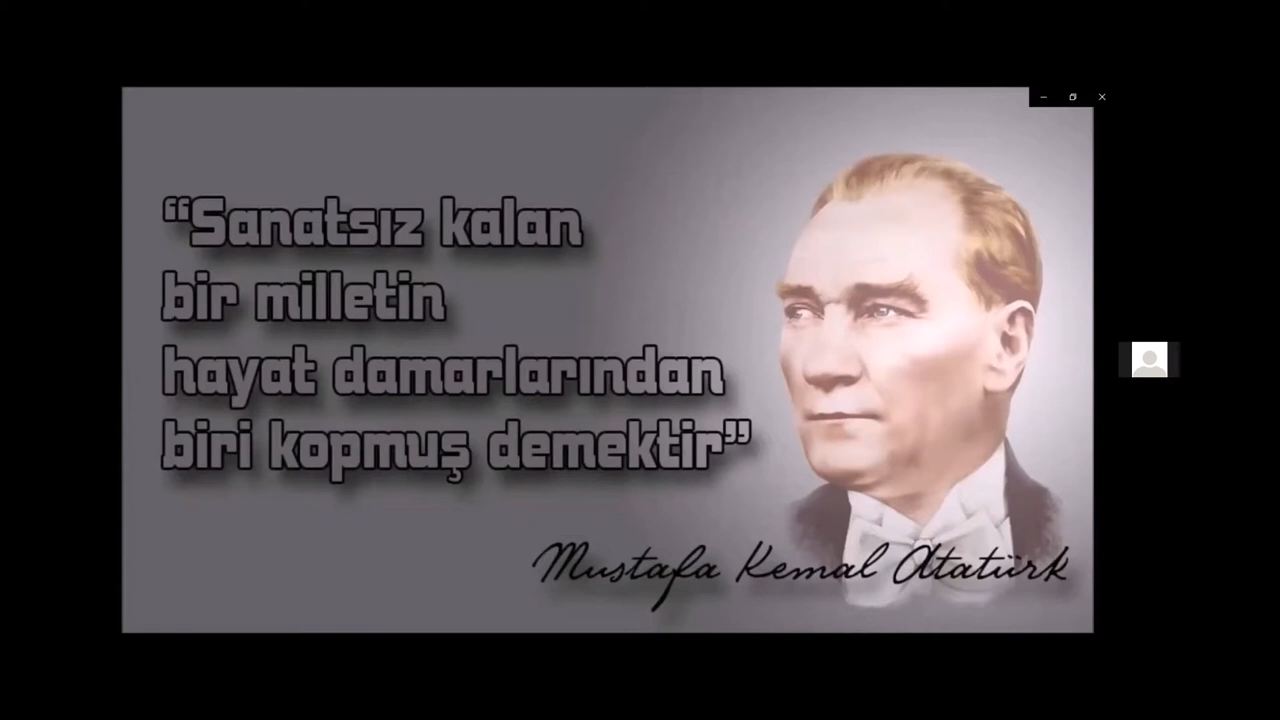 “Sanatsız kalan
bir milletin
hayat damarlarından
biri kopmuş demektir”
Mustafa Kemal Atatürk